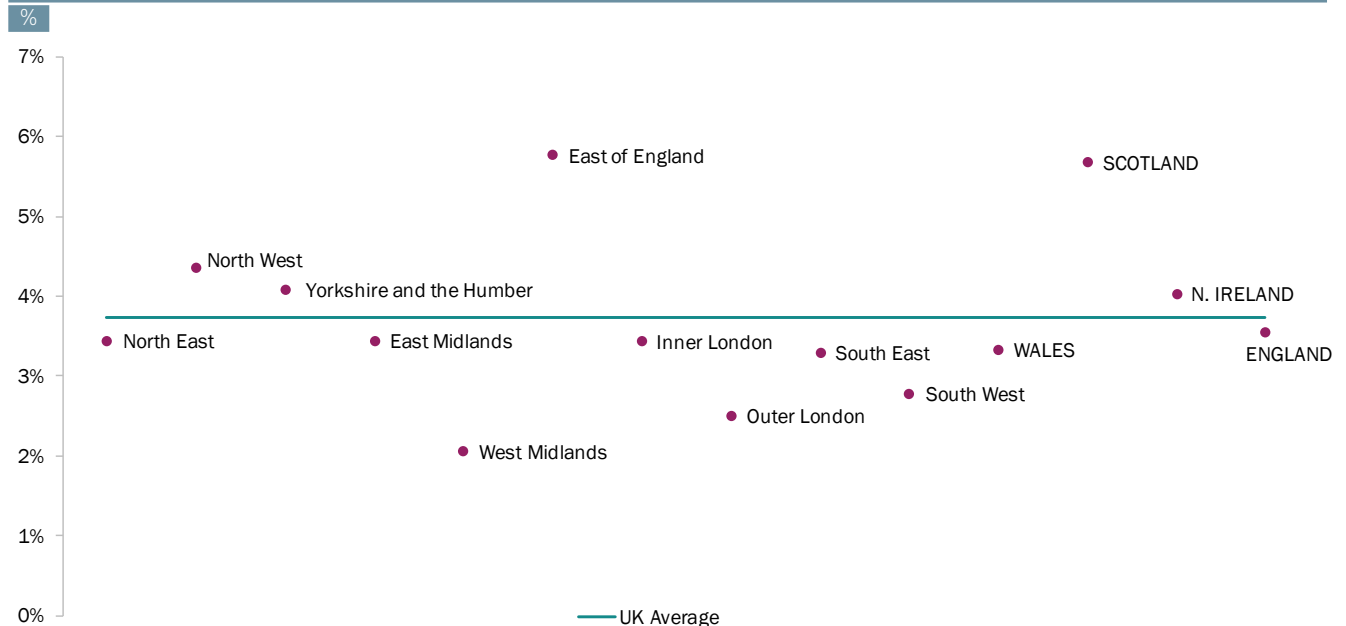 %
7%
6%
East of England
SCOTLAND
5%
North West
4%
Yorkshire and the Humber
N. IRELAND
North East
East Midlands
Inner London
South East
WALES
ENGLAND
3%
South West
Outer London
2%
West Midlands
1%
0%
UK Average